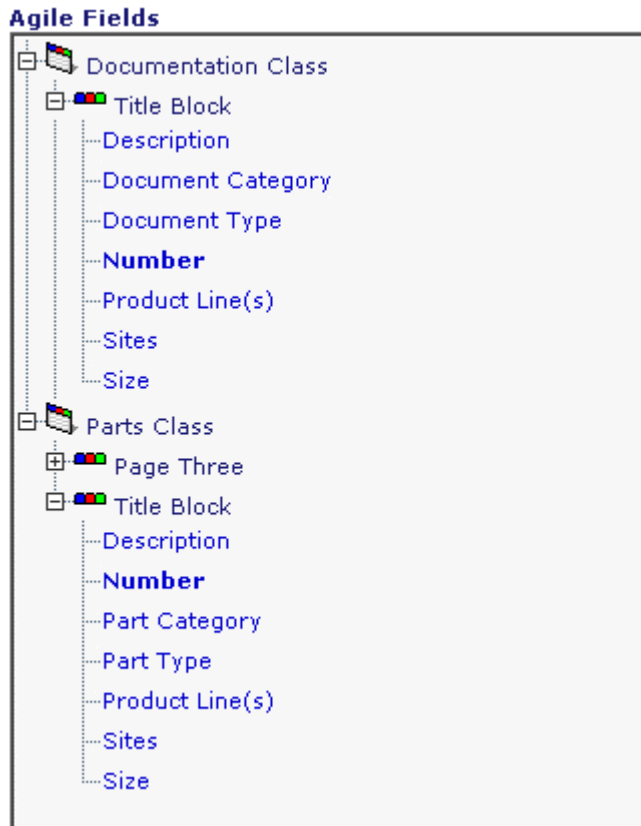 Agile Fields
Documentation Class
Title Block
Description
Document Category
Document Type
Number
Product Line(s)
Sites
Size
Parts Class
Page Three
Title Block
Description
Number
Part Category
Part Type
Product Line(s)
Sites
Size